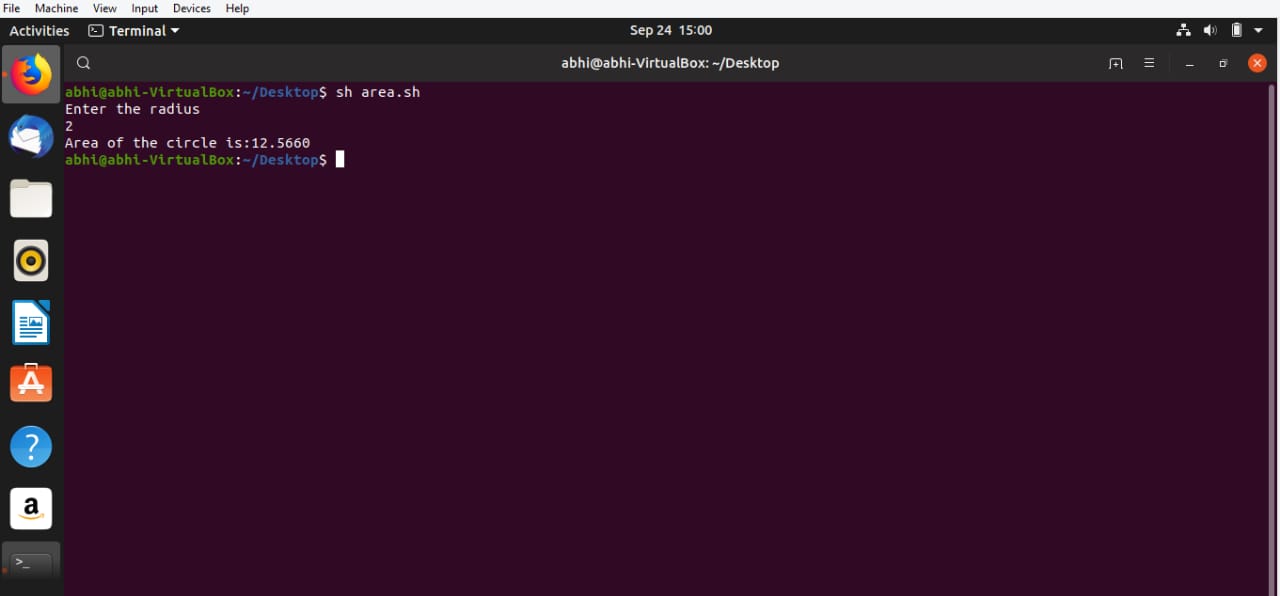 File Machine View Input Devices Help
Activities Terminal Sep 24 15:00
abhi@abhi-VirtualBox: ~/Desktop
abhi@abhi-VirtualBox:~/Desktop$ sh area.sh
Enter the radius
2
Area of the circle is:12.5660
abhi@abhi-VirtualBox:~/Desktop$